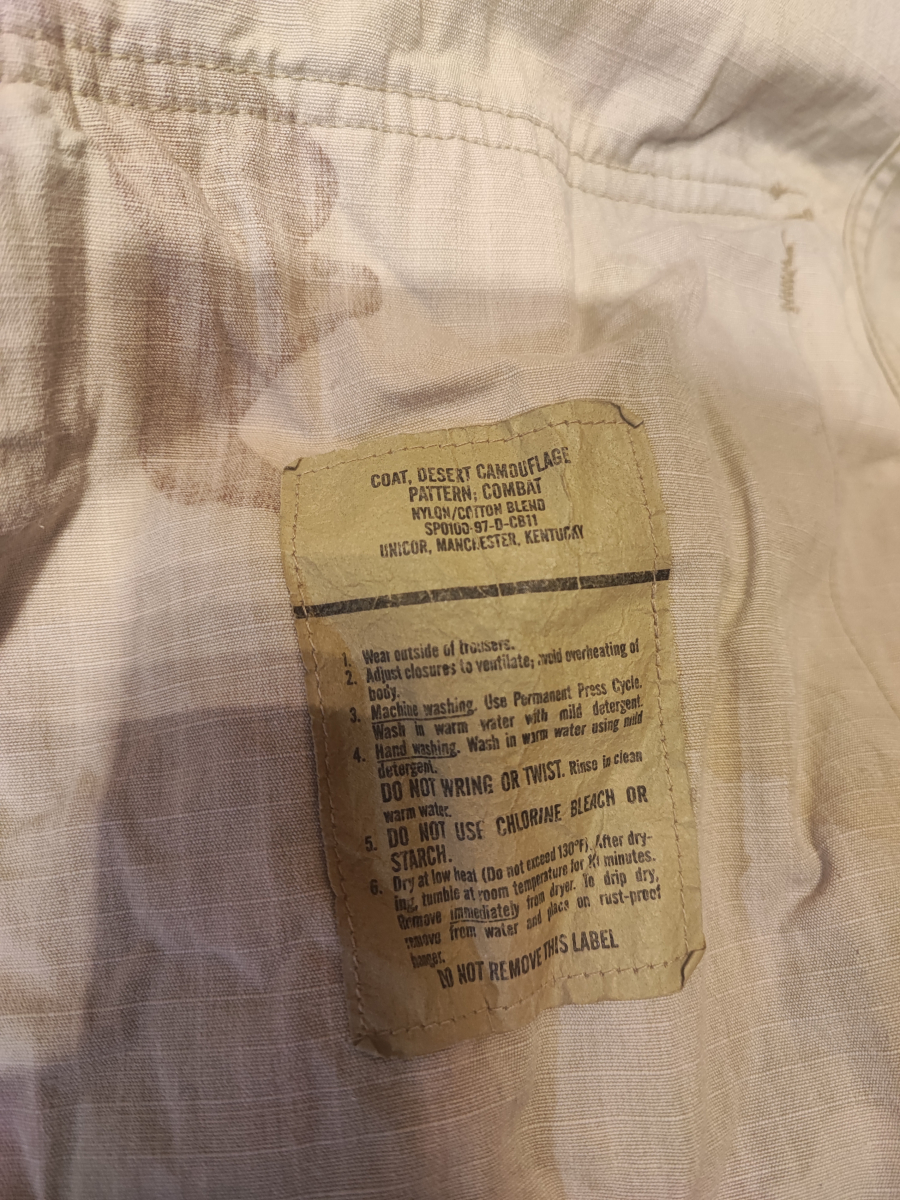 COAT, DESERT CAMOUFLAGE
PATTERN: COMBAT
NYLON/COTTON BLEND
SPO100-97-D-CB11
UNICOR, MANCHESTER, KENTUCKY
1. Wear outside of trousers.
2. Adjust closures to ventilate; avoid overheating of
body.
3. Machine washing. Use Permanent Press Cycle.
Wash in warm water with mild detergent.
4. Hand washing. Wash in warm water using mild
detergent.
DO NOT WRING OR TWIST. Rinse in clean
warm water.
5. DO NOT USE CHLORINE BLEACH OR
STARCH.
6. Dry at low heat (Do not exceed 130°F). After dry-
ing, tumble at room temperature for minutes.
Remove immediately from dryer. To drip dry,
remove from water and place on rust-proof
hanger.
DO NOT REMOVE THIS LABEL